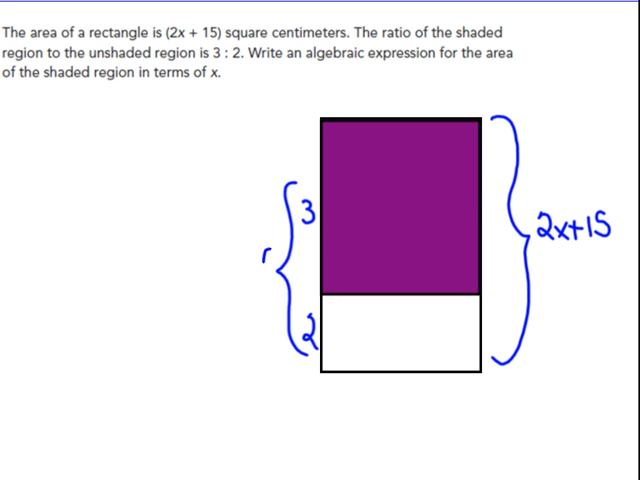 The area of a rectangle is (2x + 15) square centimeters. The ratio of the shaded
region to the unshaded region is 3 : 2. Write an algebraic expression for the area
of the shaded region in terms of x.
3
r
2x+15
2